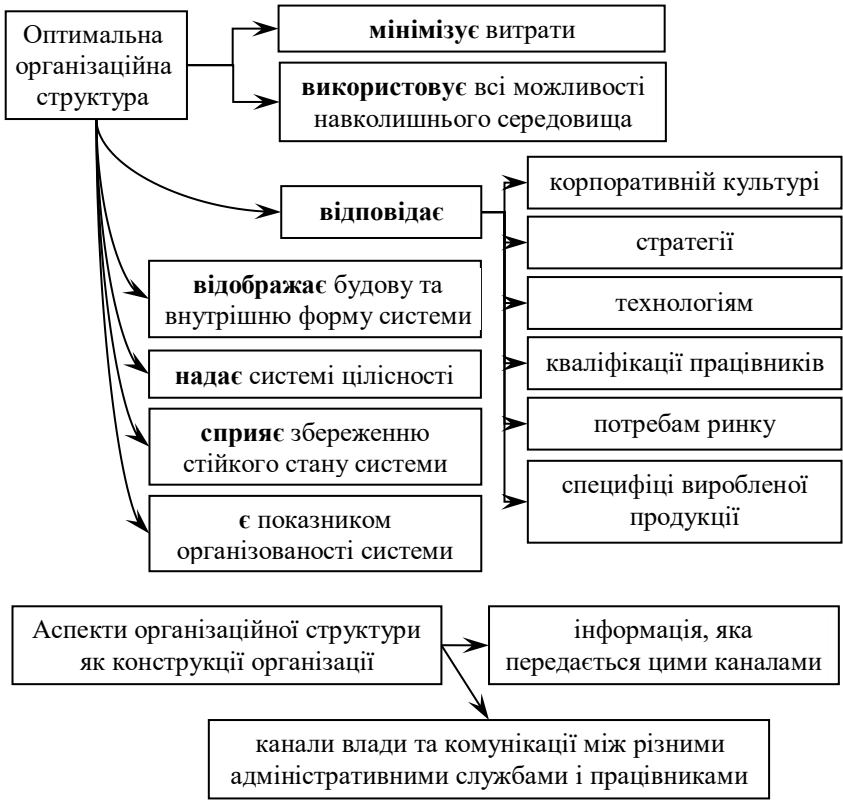 Оптимальна
організаційна
структура
мінімізує витрати
використовує всі можливості
навколишнього середовища
відповідає
корпоративній культурі
стратегії
технологіям
кваліфікації працівників
потребам ринку
специфіці виробленої
продукції
відображає будову та
внутрішню форму системи
надає системі цілісності
сприяє збереженню
стійкого стану системи
є показником
організованості системи
Аспекти організаційної структури
як конструкції організації
інформація, яка
передається цими каналами
канали влади та комунікації між різними
адміністративними службами і працівниками